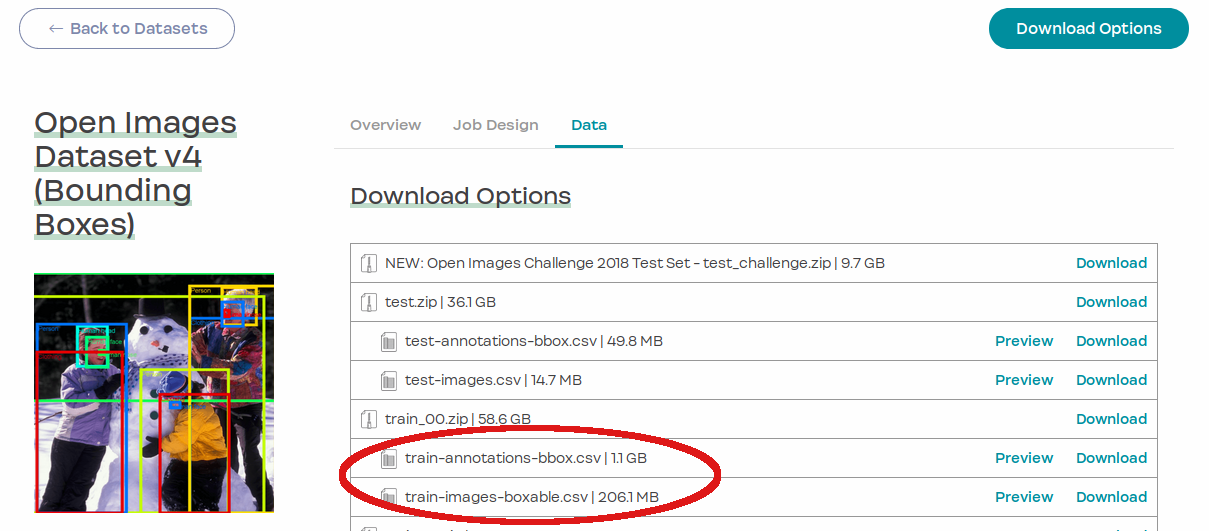 ← Back to Datasets
Download Options
Open Images
Dataset v4
(Bounding
Boxes)
Person
Overview Job Design Data
Download Options
NEW: Open Images Challenge 2018 Test Set - test_challenge.zip | 9.7 GB Download
test.zip | 36.1 GB Download
test-annotations-bbox.csv | 49.8 MB Preview Download
test-images.csv | 14.7 MB Preview Download
train_00.zip | 58.6 GB Download
train-annotations-bbox.csv | 1.1 GB Preview Download
train-images-boxable.csv | 206.1 MB Preview Download